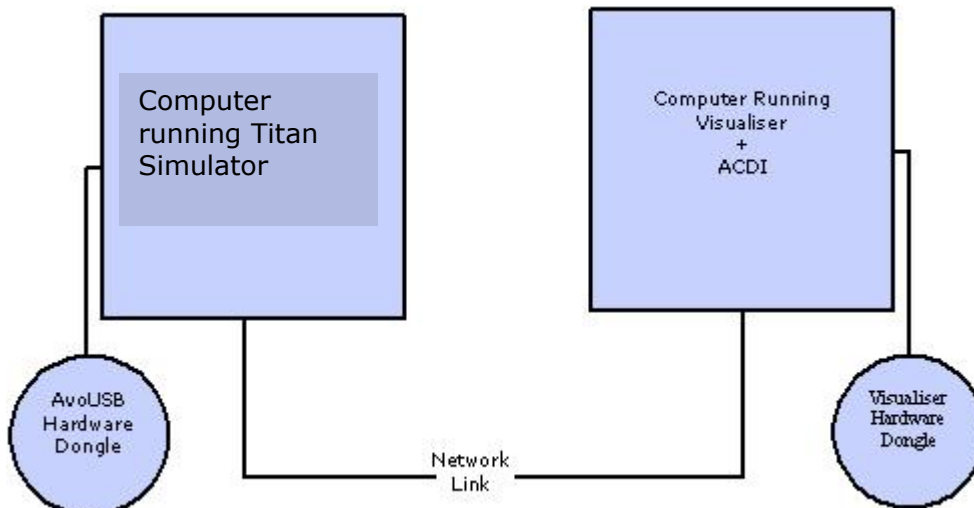 Computer
running Titan
Simulator
Computer Running
Visualiser
+
ACDI
AvoUSB
Hardware
Dongle
Visualiser
Hardware
Dongle
Network
Link